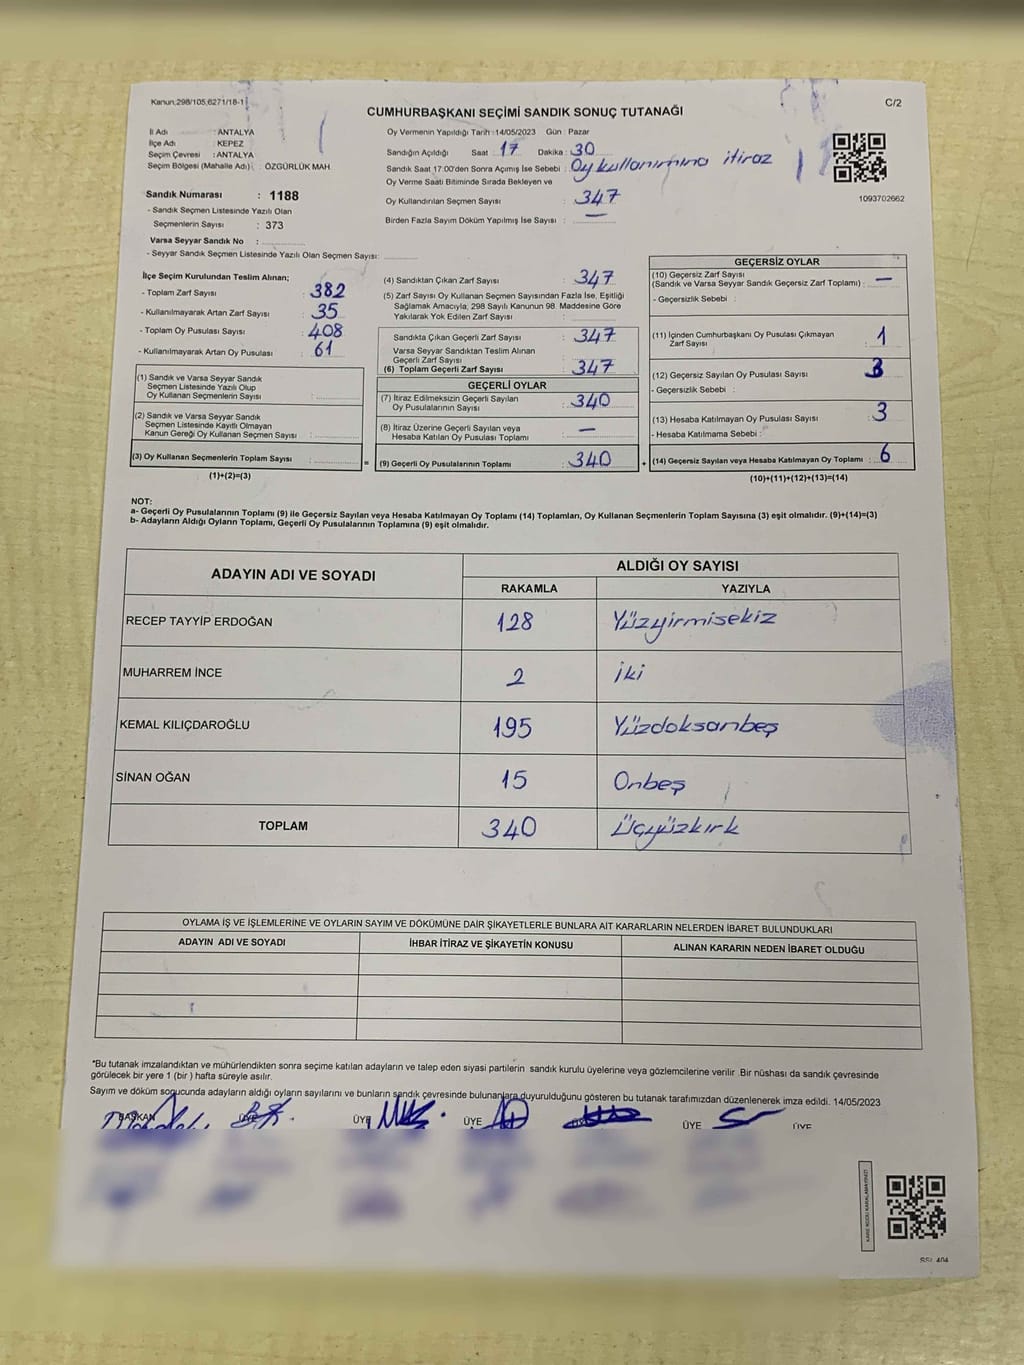 Kanun:298/105,6271/18-1
CUMHURBAŞKANI SEÇİMİ SANDIK SONUÇ TUTANAĞI
C/2
İl Adı : ANTALYA
İlçe Adı : KEPEZ
Seçim Çevresi : ANTALYA
Seçim Bölgesi (Mahalle Adı) : ÖZGÜRLÜK MAH.
Sandık Numarası : 1188
- Sandık Seçmen Listesinde Yazılı Olan
Seçmenlerin Sayısı : 373
Varsa Seyyar Sandık No :
- Seyyar Sandık Seçmen Listesinde Yazılı Olan Seçmen Sayısı:
Oy Vermenin Yapıldığı Tarih :14/05/2023 Gün : Pazar
Sandığın Açıldığı Saat : 17 Dakika : 30
Sandık Saat 17:00'den Sonra Açımış İse Sebebi : Oy kullanımına itiraz
Oy Verme Saati Bitiminde Sırada Bekleyen ve
Oy Kullandırılan Seçmen Sayısı : 347
Birden Fazla Sayım Döküm Yapılmış İse Sayısı : —
1093702662
İlçe Seçim Kurulundan Teslim Alınan;
- Toplam Zarf Sayısı : 382
- Kullanılmayarak Artan Zarf Sayısı : 35
- Toplam Oy Pusulası Sayısı : 408
- Kullanılmayarak Artan Oy Pusulası : 61
(1) Sandık ve Varsa Seyyar Sandık
Seçmen Listesinde Yazılı Olup
Oy Kullanan Seçmenlerin Sayısı :
(2) Sandık ve Varsa Seyyar Sandık
Seçmen Listesinde Kayıtlı Olmayan
Kanun Gereği Oy Kullanan Seçmen Sayısı :
(3) Oy Kullanan Seçmenlerin Toplam Sayısı :
(1)+(2)=(3)
(4) Sandıktan Çıkan Zarf Sayısı : 347
(5) Zarf Sayısı Oy Kullanan Seçmen Sayısından Fazla İse, Eşitliği
Sağlamak Amacıyla, 298 Sayılı Kanunun 98. Maddesine Göre
Yakılarak Yok Edilen Zarf Sayısı :
Sandıkta Çıkan Geçerli Zarf Sayısı : 347
Varsa Seyyar Sandıktan Teslim Alınan
Geçerli Zarf Sayısı :
(6) Toplam Geçerli Zarf Sayısı : 347
GEÇERLİ OYLAR
(7) İtiraz Edilmeksizin Geçerli Sayılan
Oy Pusulalarının Sayısı : 340
(8) İtiraz Üzerine Geçerli Sayılan veya
Hesaba Katılan Oy Pusulası Toplamı : —
= (9) Geçerli Oy Pusulalarının Toplamı : 340
GEÇERSİZ OYLAR
(10) Geçersiz Zarf Sayısı
(Sandık ve Varsa Seyyar Sandık Geçersiz Zarf Toplamı) : —
- Geçersizlik Sebebi :
(11) İçinden Cumhurbaşkanı Oy Pusulası Çıkmayan
Zarf Sayısı : 1
(12) Geçersiz Sayılan Oy Pusulası Sayısı : 3
- Geçersizlik Sebebi :
(13) Hesaba Katılmayan Oy Pusulası Sayısı : 3
- Hesaba Katılmama Sebebi :
+ (14) Geçersiz Sayılan veya Hesaba Katılmayan Oy Toplamı : 6
(10)+(11)+(12)+(13)=(14)
NOT:
a- Geçerli Oy Pusulalarının Toplamı (9) ile Geçersiz Sayılan veya Hesaba Katılmayan Oy Toplamı (14) Toplamları, Oy Kullanan Seçmenlerin Toplam Sayısına (3) eşit olmalıdır. (9)+(14)=(3)
b- Adayların Aldığı Oyların Toplamı, Geçerli Oy Pusulalarının Toplamına (9) eşit olmalıdır.
ADAYIN ADI VE SOYADI ALDIĞI OY SAYISI
RAKAMLA YAZIYLA
RECEP TAYYİP ERDOĞAN 128 Yüzyirmisekiz
MUHARREM İNCE 2 İki
KEMAL KILIÇDAROĞLU 195 Yüzdoksanbeş
SİNAN OĞAN 15 Onbeş
TOPLAM 340 Üçyüzkırk
OYLAMA İŞ VE İŞLEMLERİNE VE OYLARIN SAYIM VE DÖKÜMÜNE DAİR ŞİKAYETLERLE BUNLARA AİT KARARLARIN NELERDEN İBARET BULUNDUKLARI
ADAYIN ADI VE SOYADI İHBAR İTİRAZ VE ŞİKAYETİN KONUSU ALINAN KARARIN NEDEN İBARET OLDUĞU
*Bu tutanak imzalandıktan ve mühürlendikten sonra seçime katılan adayların ve talep eden siyasi partilerin sandık kurulu üyelerine veya gözlemcilerine verilir .Bir nüshası da sandık çevresinde
görülecek bir yere 1 (bir ) hafta süreyle asılır.
Sayım ve döküm sonucunda adayların aldığı oyların sayılarını ve bunların sandık çevresinde bulunanlara duyurulduğunu gösteren bu tutanak tarafımızdan düzenlenerek imza edildi. 14/05/2023
BAŞKAN ÜYE ÜYE ÜYE ÜYE ÜYE ÜYE